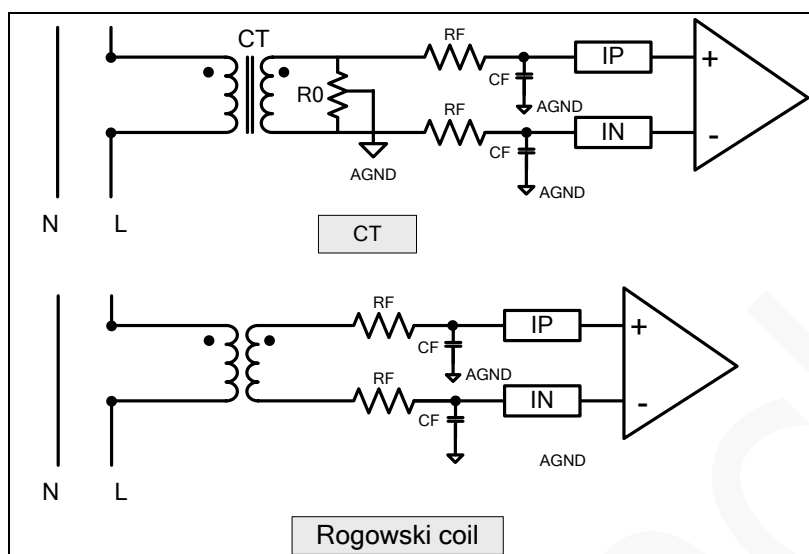 CT
RF
CF
IP
+
R0
AGND
AGND
RF
CF
IN
-
AGND
N
L
CT
RF
CF
IP
+
AGND
RF
CF
IN
-
AGND
N
L
Rogowski coil